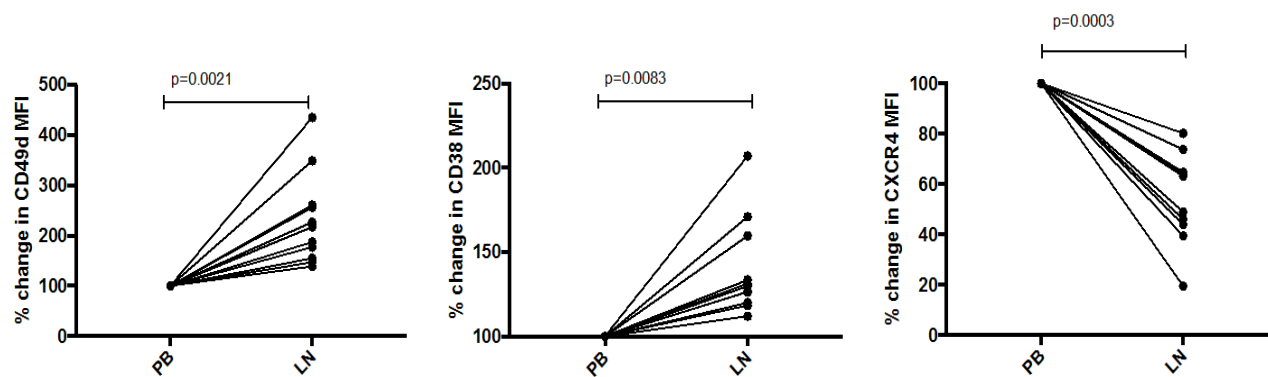 p=0.0021
% change in CD49d MFI
500
400
300
200
100
0
PB
LN
p=0.0083
% change in CD38 MFI
250
200
150
100
PB
LN
p=0.0003
% change in CXCR4 MFI
100
80
60
40
20
0
PB
LN